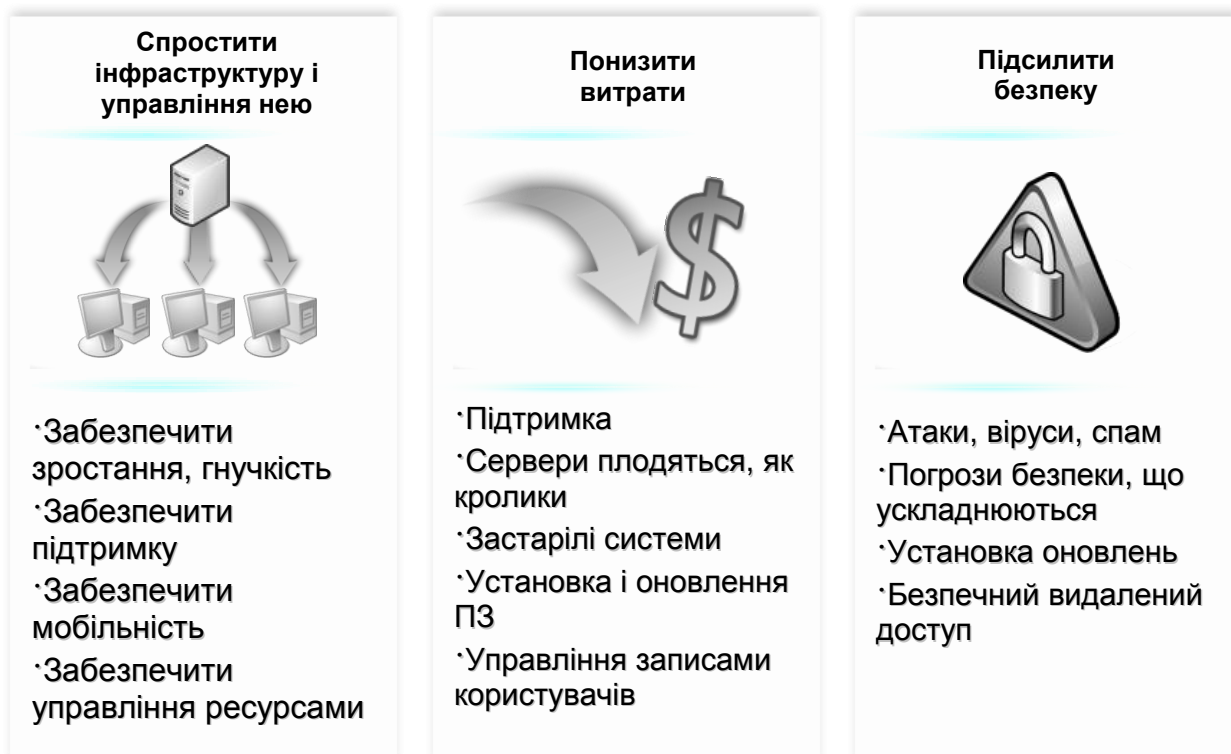 Спростити
інфраструктуру і
управління нею
·Забезпечити
зростання, гнучкість
·Забезпечити
підтримку
·Забезпечити
мобільність
·Забезпечити
управління ресурсами
Понизити
витрати
·Підтримка
·Сервери плодяться, як
кролики
·Застарілі системи
·Установка і оновлення
ПЗ
·Управління записами
користувачів
Підсилити
безпеку
·Атаки, віруси, спам
·Погрози безпеки, що
ускладнюються
·Установка оновлень
·Безпечний видалений
доступ